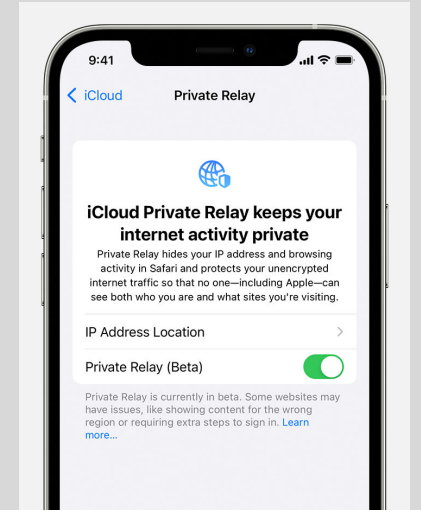 9:41
iCloud
Private Relay
iCloud Private Relay keeps your
internet activity private
Private Relay hides your IP address and browsing
activity in Safari and protects your unencrypted
internet traffic so that no one—including Apple—can
see both who you are and what sites you're visiting.
IP Address Location
Private Relay (Beta)
Private Relay is currently in beta. Some websites may
have issues, like showing content for the wrong
region or requiring extra steps to sign in. Learn
more...